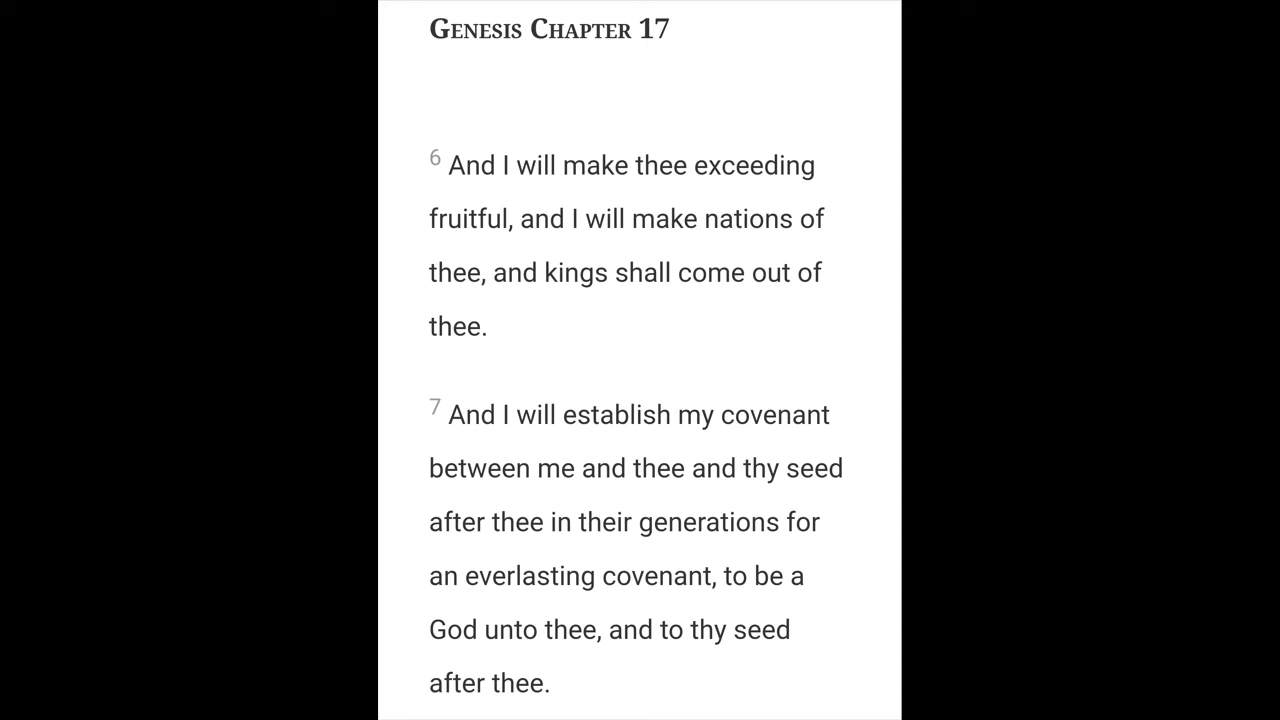 Genesis Chapter 17
6 And I will make thee exceeding
fruitful, and I will make nations of
thee, and kings shall come out of
thee.
7 And I will establish my covenant
between me and thee and thy seed
after thee in their generations for
an everlasting covenant, to be a
God unto thee, and to thy seed
after thee.